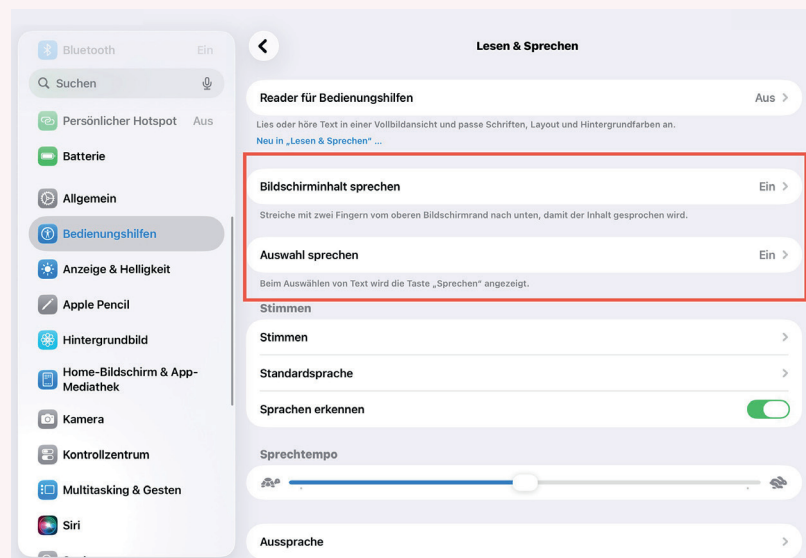 Bluetooth Ein
Suchen
Persönlicher Hotspot Aus
Batterie
Allgemein
Bedienungshilfen
Anzeige & Helligkeit
Apple Pencil
Hintergrundbild
Home-Bildschirm & App-
Mediathek
Kamera
Kontrollzentrum
Multitasking & Gesten
Siri
Lesen & Sprechen
Reader für Bedienungshilfen Aus
Lies oder höre Text in einer Vollbildansicht und passe Schriften, Layout und Hintergrundfarben an.
Neu in „Lesen & Sprechen“ ...
Bildschirminhalt sprechen Ein
Streiche mit zwei Fingern vom oberen Bildschirmrand nach unten, damit der Inhalt gesprochen wird.
Auswahl sprechen Ein
Beim Auswählen von Text wird die Taste „Sprechen“ angezeigt.
Stimmen
Stimmen
Standardsprache
Sprachen erkennen
Sprechtempo
Aussprache